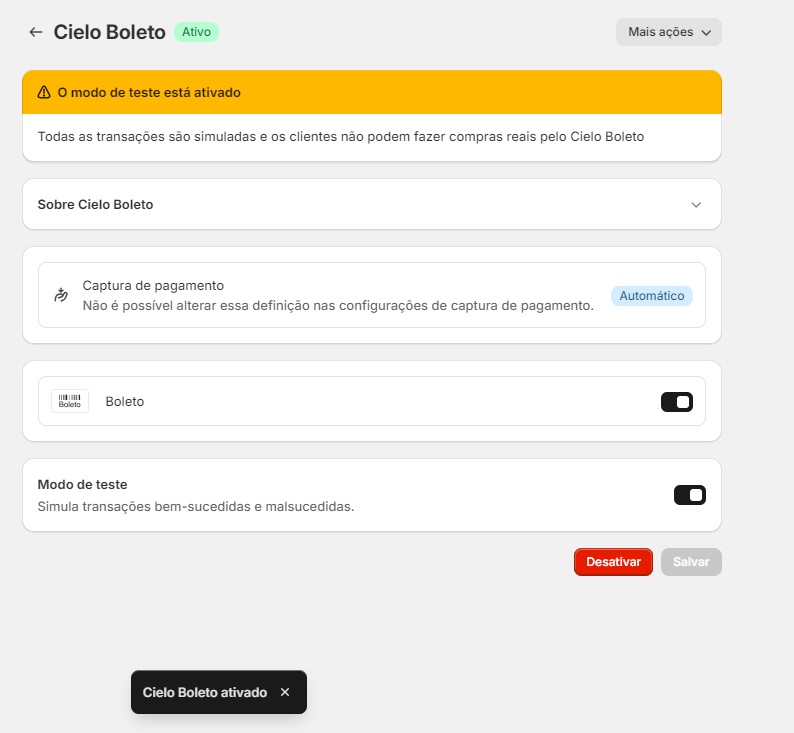 Cielo Boleto Ativo Mais ações
O modo de teste está ativado
Todas as transações são simuladas e os clientes não podem fazer compras reais pelo Cielo Boleto
Sobre Cielo Boleto
Captura de pagamento
Não é possível alterar essa definição nas configurações de captura de pagamento. Automático
Boleto Boleto
Modo de teste
Simula transações bem-sucedidas e malsucedidas.
Desativar Salvar
Cielo Boleto ativado